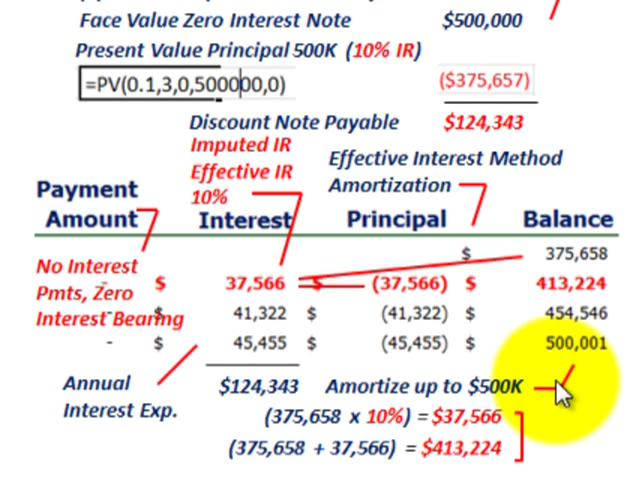 Face Value Zero Interest Note $500,000
Present Value Principal 500K (10% IR)
=PV(0.1,3,0,500000,0) ($375,657)
Discount Note Payable $124,343
Imputed IR
Effective IR
10%
Effective Interest Method
Amortization
Payment
Amount Interest Principal Balance
$ 375,658
No Interest
Pmts, Zero
Interest Bearing
- $ 37,566 $ (37,566) $ 413,224
- $ 41,322 $ (41,322) $ 454,546
- $ 45,455 $ (45,455) $ 500,001
Annual
Interest Exp.
$124,343 Amortize up to $500K
(375,658 x 10%) = $37,566
(375,658 + 37,566) = $413,224